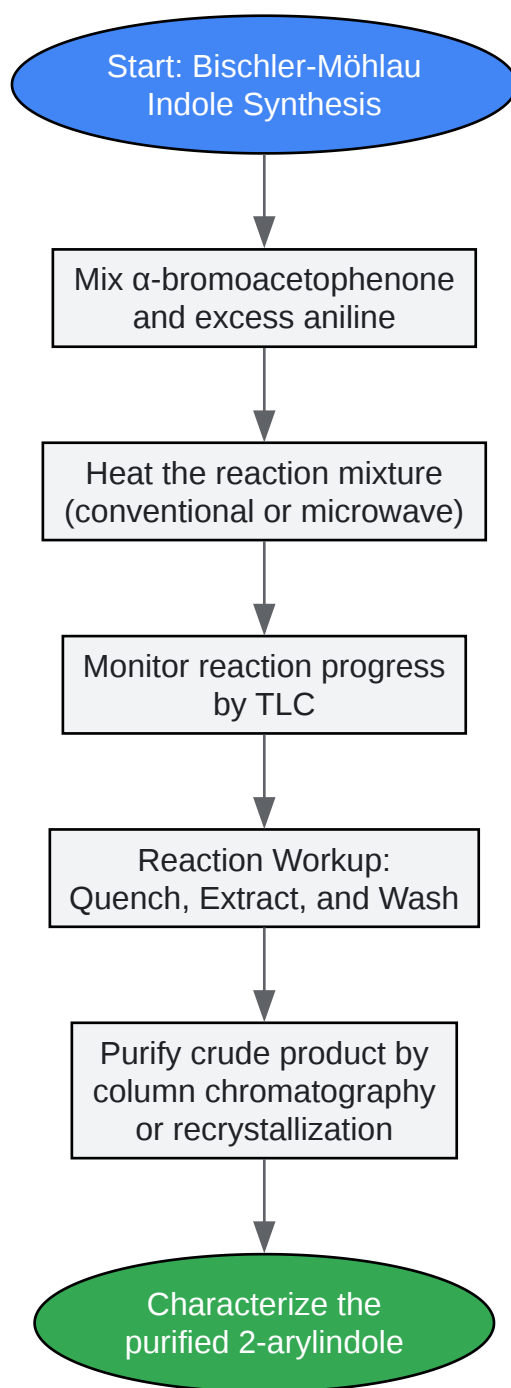 Start: Bischler-Möhlau
Indole Synthesis
Mix α-bromoacetophenone
and excess aniline
Heat the reaction mixture
(conventional or microwave)
Monitor reaction progress
by TLC
Reaction Workup:
Quench, Extract, and Wash
Purify crude product by
column chromatography
or recrystallization
Characterize the
purified 2-arylindole